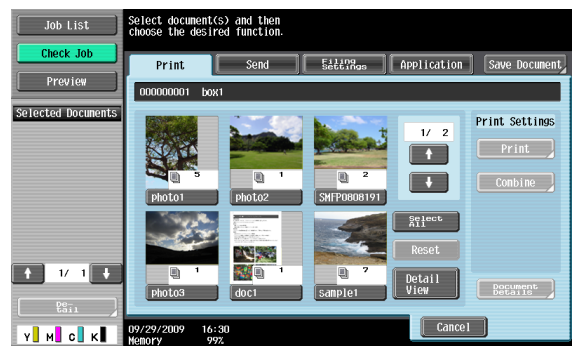 Job List
Check Job
Preview
Selected Documents
1/ 1
De-
tail
Y M C K
Select document(s) and then
choose the desired function.
Print Send Filing Settings Application Save Document
000000001 box1
5 1 2
photo1 photo2 SMFP0808191
1 1 7
photo3 doc1 sample1
1/ 2
Select
All
Reset
Detail
View
Print Settings
Print
Combine
Document
Details
Cancel
09/29/2009 16:30
Memory 99%